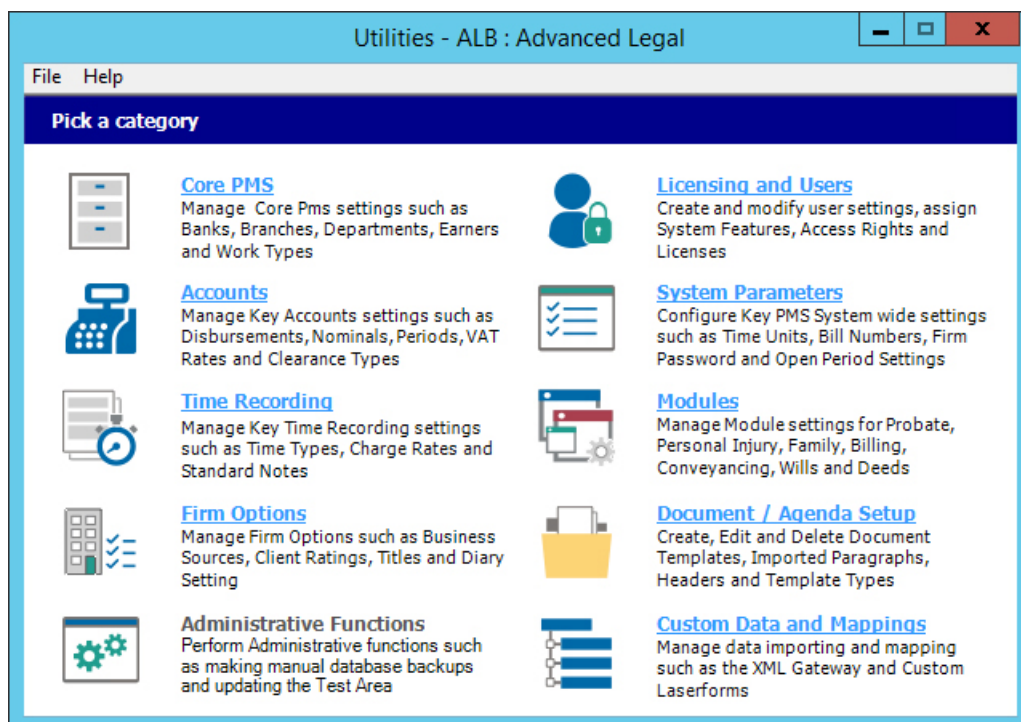 Utilities - ALB : Advanced Legal
File Help
Pick a category
Core PMS
Manage Core Pms settings such as
Banks, Branches, Departments, Earners
and Work Types
Licensing and Users
Create and modify user settings, assign
System Features, Access Rights and
Licenses
Accounts
Manage Key Accounts settings such as
Disbursements, Nominals, Periods, VAT
Rates and Clearance Types
System Parameters
Configure Key PMS System wide settings
such as Time Units, Bill Numbers, Firm
Password and Open Period Settings
Time Recording
Manage Key Time Recording settings
such as Time Types, Charge Rates and
Standard Notes
Modules
Manage Module settings for Probate,
Personal Injury, Family, Billing,
Conveyancing, Wills and Deeds
Firm Options
Manage Firm Options such as Business
Sources, Client Ratings, Titles and Diary
Setting
Document / Agenda Setup
Create, Edit and Delete Document
Templates, Imported Paragraphs,
Headers and Template Types
Administrative Functions
Perform Administrative functions such
as making manual database backups
and updating the Test Area
Custom Data and Mappings
Manage data importing and mapping
such as the XML Gateway and Custom
Laserforms